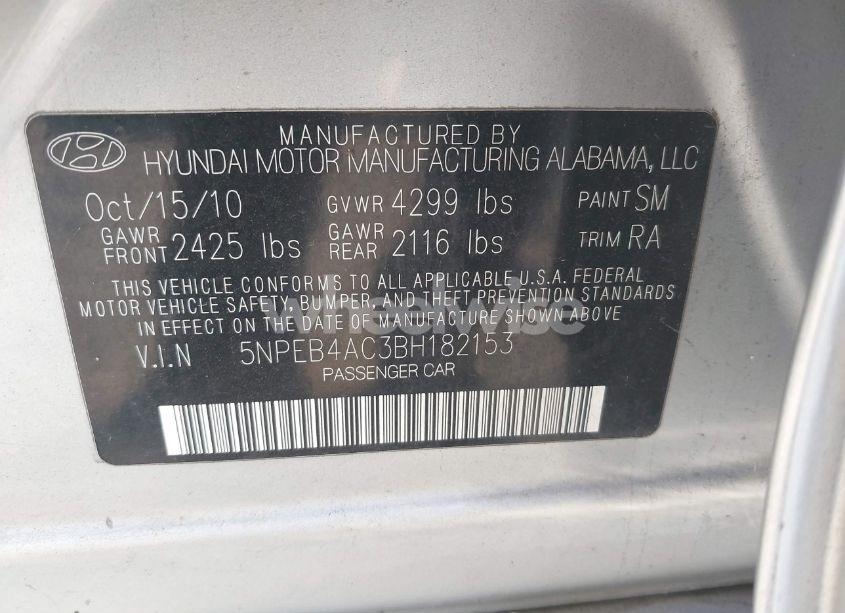 MANUFACTURED BY
HYUNDAI MOTOR MANUFACTURING ALABAMA, LLC
Oct/15/10 GVWR 4299 lbs PAINT SM
GAWR FRONT 2425 lbs GAWR REAR 2116 lbs TRIM RA
THIS VEHICLE CONFORMS TO ALL APPLICABLE U.S.A. FEDERAL
MOTOR VEHICLE SAFETY, BUMPER, AND THEFT PREVENTION STANDARDS
IN EFFECT ON THE DATE OF MANUFACTURE SHOWN ABOVE
wheelwise
V.I.N 5NPEB4AC3BH182153
PASSENGER CAR